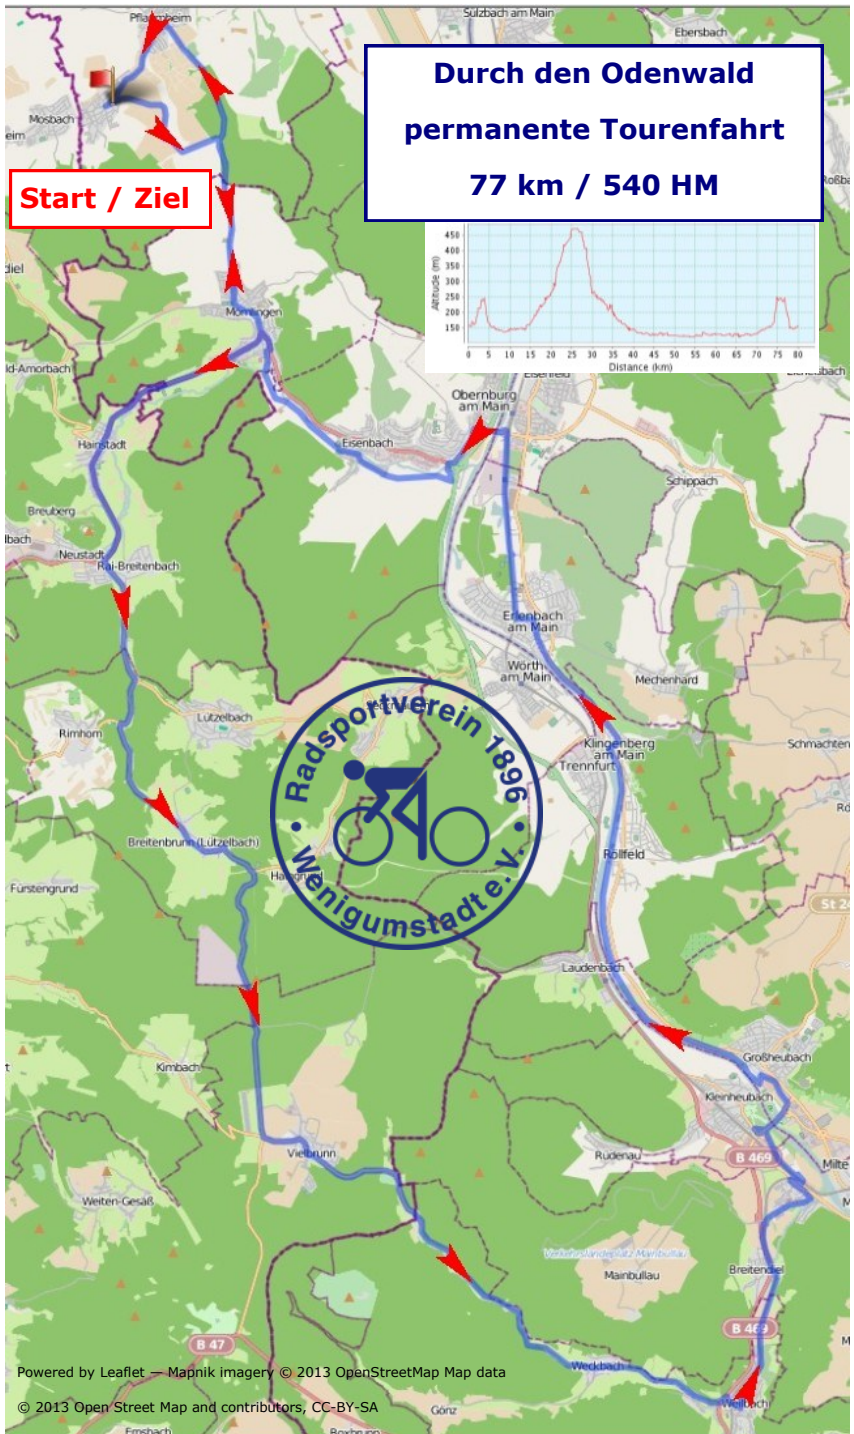 Sülzbach am Main
Pflaumheim
Ebersbach
Durch den Odenwald
permanente Tourenfahrt
77 km / 540 HM
Mosbach
Start / Ziel
450
400
350
300
250
200
150
Altitude (m)
0 5 10 15 20 25 30 35 40 45 50 55 60 65 70 75 80
Distance (km)
Mömlingen
Obernburg
am Main
Eisenbach
Hainstadt
Schippach
Breuberg
Neustadt
Rai-Breitenbach
Erlenbach
am Main
Wörth
am Main
Mechenhard
Lützelbach
Rimhorn
Klingenberg
am Main
Trennfurt
Radsportverein 1896
Wenigumstadt e. V.
Breitenbrunn (Lützelbach)
Röllfeld
Fürstengrund
Laudenbach
Großheubach
Kimbach
Kleinheubach
Vielbrunn
Rüdenau
B 469
Weiten-Gesäß
Verkehrslandeplatz Mainbullau
Mainbullau
Breitendiel
B 469
B 47
Weckbach
Powered by Leaflet — Mapnik imagery © 2013 OpenStreetMap Map data
© 2013 Open Street Map and contributors, CC-BY-SA
Gönz
Weilbach